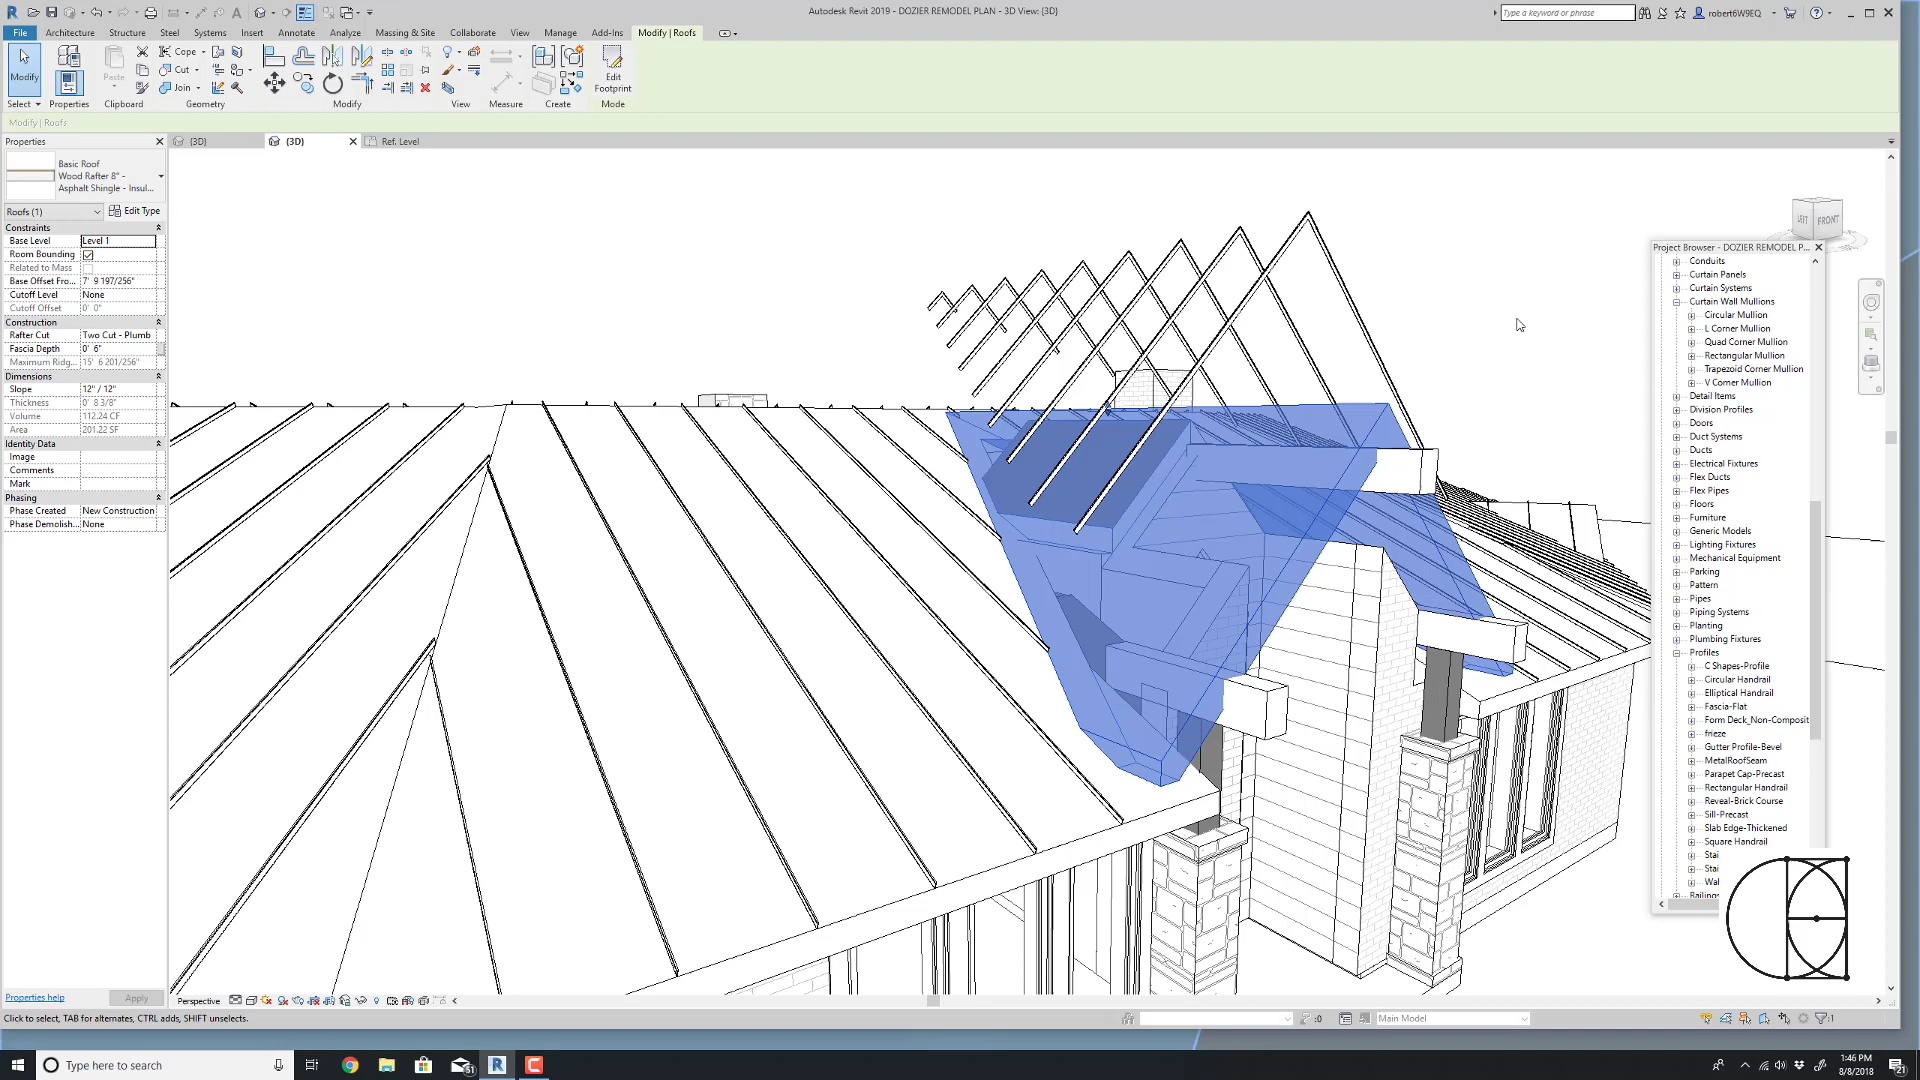 Autodesk Revit 2019 - DOZIER REMODEL PLAN - 3D View: {3D}
Type a keyword or phrase
robert6W9EQ
File Architecture Structure Steel Systems Insert Annotate Analyze Massing & Site Collaborate View Manage Add-Ins Modify | Roofs
Cope
Cut
Join
Modify
Paste
Edit
Footprint
Select Properties Clipboard Geometry Modify View Measure Create Mode
Modify | Roofs
Properties
{3D}
{3D}
Ref. Level
Basic Roof
Wood Rafter 8" -
Asphalt Shingle - Insul...
Roofs (1)
Edit Type
Constraints
Base Level Level 1
Room Bounding
Related to Mass
Base Offset Fro... 7' 9 197/256"
Cutoff Level None
Cutoff Offset 0' 0"
Construction
Rafter Cut Two Cut - Plumb
Fascia Depth 0' 6"
Maximum Ridg... 15' 6 201/256"
Dimensions
Slope 12" / 12"
Thickness 0' 8 3/8"
Volume 112.24 CF
Area 201.22 SF
Identity Data
Image
Comments
Mark
Phasing
Phase Created New Construction
Phase Demolish... None
Properties help
Apply
LEFT FRONT
Project Browser - DOZIER REMODEL P...
Conduits
Curtain Panels
Curtain Systems
Curtain Wall Mullions
Circular Mullion
L Corner Mullion
Quad Corner Mullion
Rectangular Mullion
Trapezoid Corner Mullion
V Corner Mullion
Detail Items
Division Profiles
Doors
Duct Systems
Ducts
Electrical Fixtures
Flex Ducts
Flex Pipes
Floors
Furniture
Generic Models
Lighting Fixtures
Mechanical Equipment
Parking
Pattern
Pipes
Piping Systems
Planting
Plumbing Fixtures
Profiles
C Shapes-Profile
Circular Handrail
Elliptical Handrail
Fascia-Flat
Form Deck_Non-Composit
frieze
Gutter Profile-Bevel
MetalRoofSeam
Parapet Cap-Precast
Rectangular Handrail
Reveal-Brick Course
Sill-Precast
Slab Edge-Thickened
Square Handrail
Stai
Stai
Wal
Railings
Perspective
Click to select, TAB for alternates, CTRL adds, SHIFT unselects.
:0
Main Model
:1
Type here to search
51
1:46 PM
8/8/2018
21